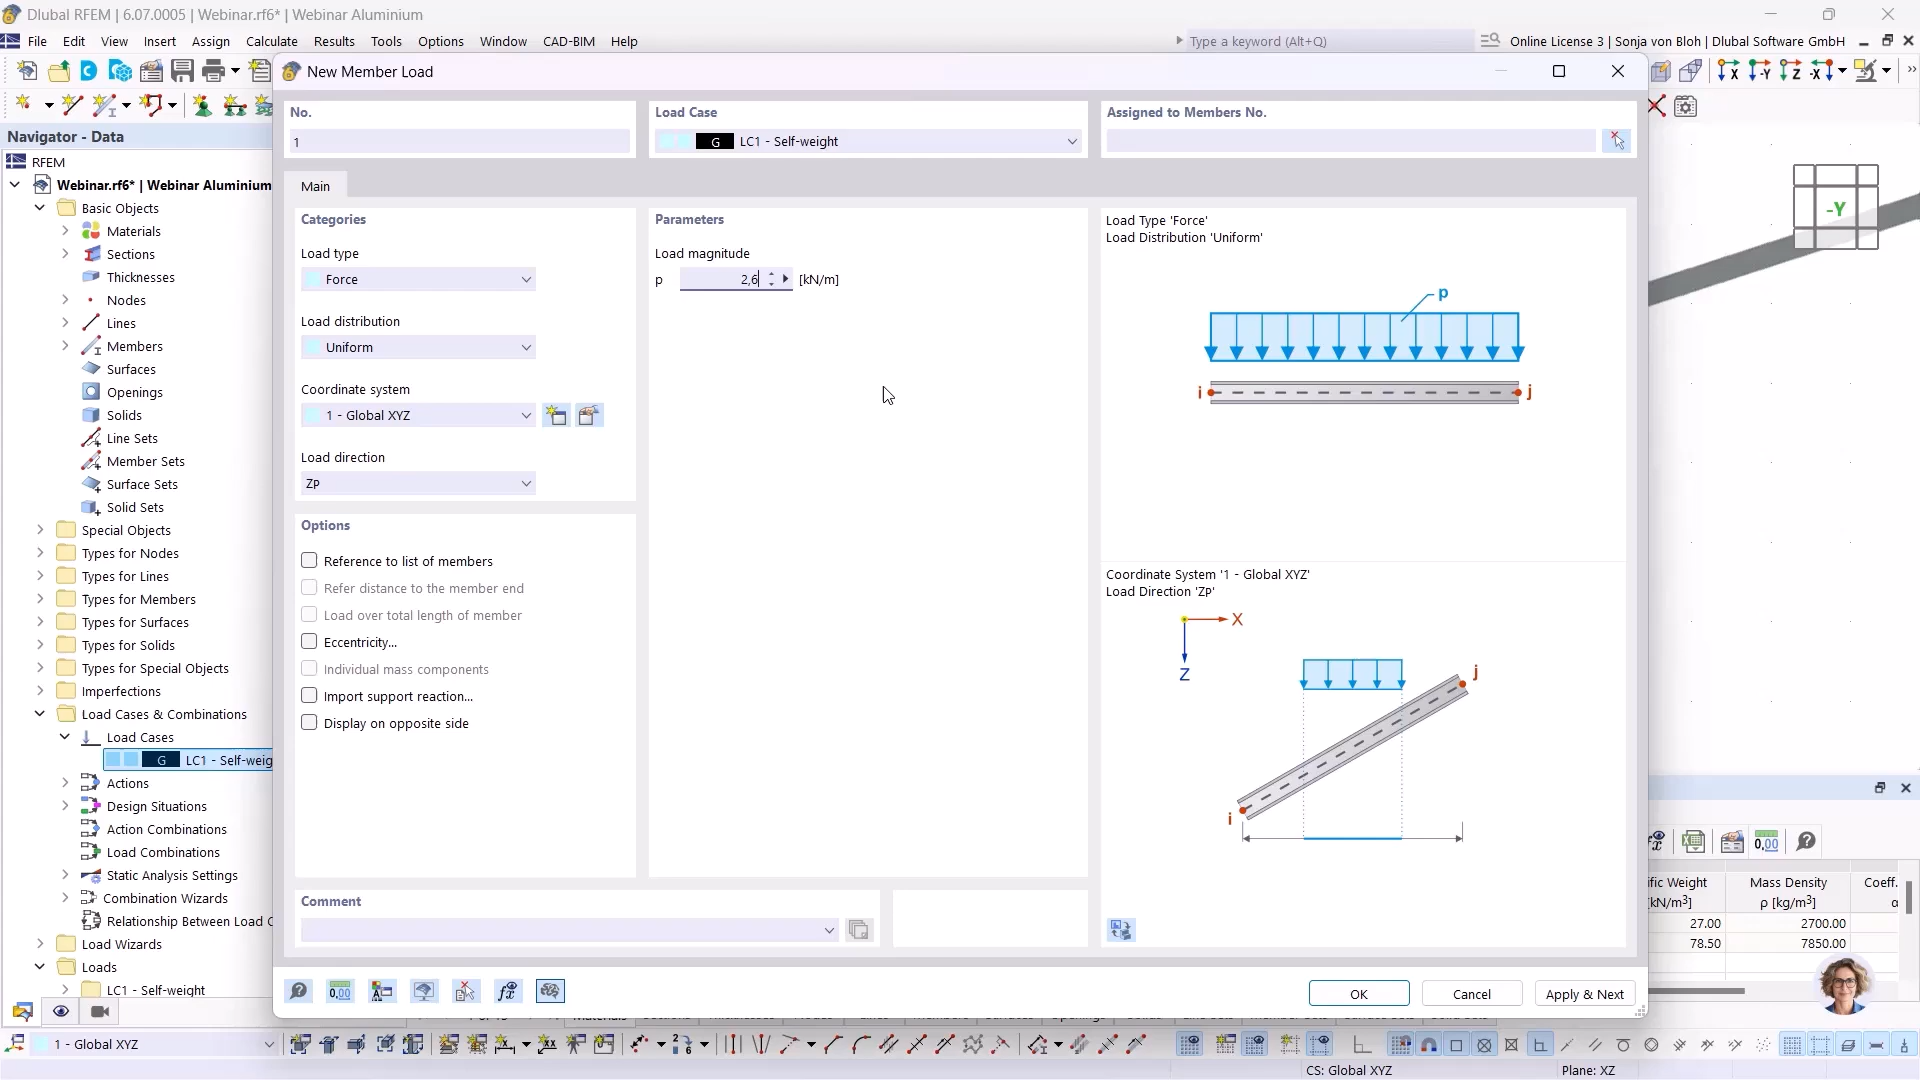 Dlubal RFEM | 6.07.0005 | Webinar.rf6* | Webinar Aluminium
File Edit View Insert Assign Calculate Results Tools Options Window CAD-BIM Help
Type a keyword (Alt+Q)
Online License 3 | Sonja von Bloh | Dlubal Software GmbH
New Member Load
X -Y Z -X
No.
1
Load Case
G LC1 - Self-weight
Assigned to Members No.
Navigator - Data
RFEM
Webinar.rf6* | Webinar Aluminium
Basic Objects
Materials
Sections
Thicknesses
Nodes
Lines
Members
Surfaces
Openings
Solids
Line Sets
Member Sets
Surface Sets
Solid Sets
Special Objects
Types for Nodes
Types for Lines
Types for Members
Types for Surfaces
Types for Solids
Types for Special Objects
Imperfections
Load Cases & Combinations
Load Cases
G LC1 - Self-weig
Actions
Design Situations
Action Combinations
Load Combinations
Static Analysis Settings
Combination Wizards
Relationship Between Load C
Load Wizards
Loads
LC1 - Self-weight
1 - Global XYZ
Main
Categories
Load type
Force
Load distribution
Uniform
Coordinate system
1 - Global XYZ
Load direction
ZP
Options
Reference to list of members
Refer distance to the member end
Load over total length of member
Eccentricity...
Individual mass components
Import support reaction...
Display on opposite side
Parameters
Load magnitude
p 2,6 [kN/m]
Comment
Load Type 'Force'
Load Distribution 'Uniform'
p
i j
Coordinate System '1 - Global XYZ'
Load Direction 'ZP'
X
Z
j
i
OK Cancel Apply & Next
-Y
ific Weight Mass Density Coeff.
[kN/m3] ρ [kg/m3] α
27.00 2700.00
78.50 7850.00
CS: Global XYZ
Plane: XZ